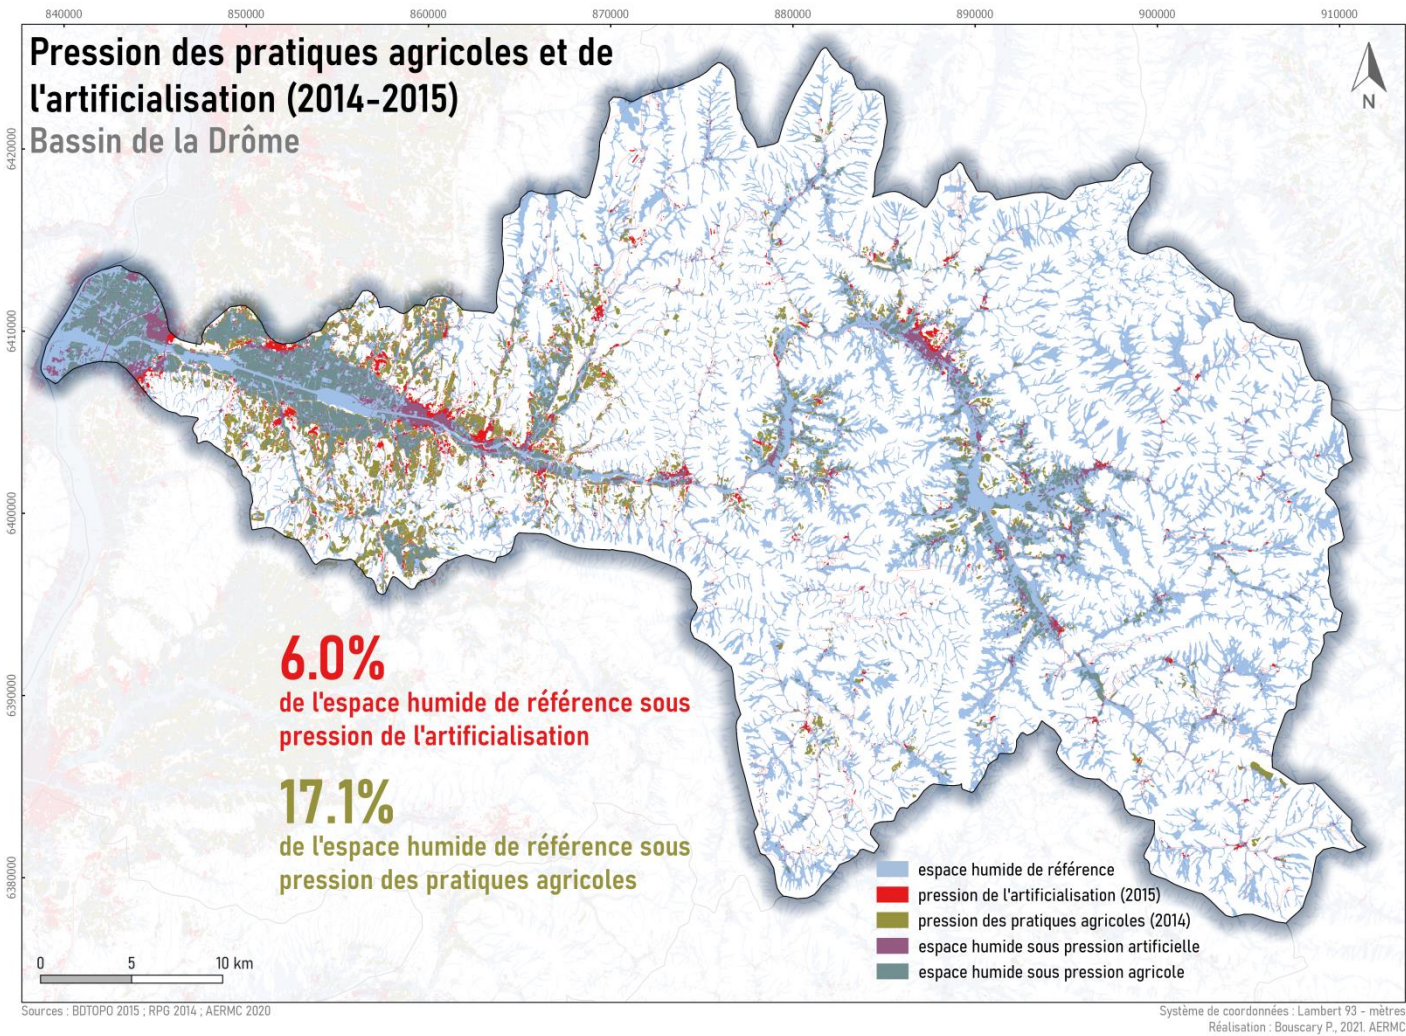 840000 850000 860000 870000 880000 890000 900000 910000
Pression des pratiques agricoles et de
l'artificialisation (2014-2015)
Bassin de la Drôme
N
6420000
6410000
6400000
6390000
6380000
6.0%
de l'espace humide de référence sous
pression de l'artificialisation
17.1%
de l'espace humide de référence sous
pression des pratiques agricoles
espace humide de référence
pression de l'artificialisation (2015)
pression des pratiques agricoles (2014)
espace humide sous pression artificielle
espace humide sous pression agricole
0 5 10 km
Sources : BDTOPO 2015 ; RPG 2014 ; AERMC 2020
Système de coordonnées : Lambert 93 - mètres
Réalisation : Bouscary P., 2021. AERMC